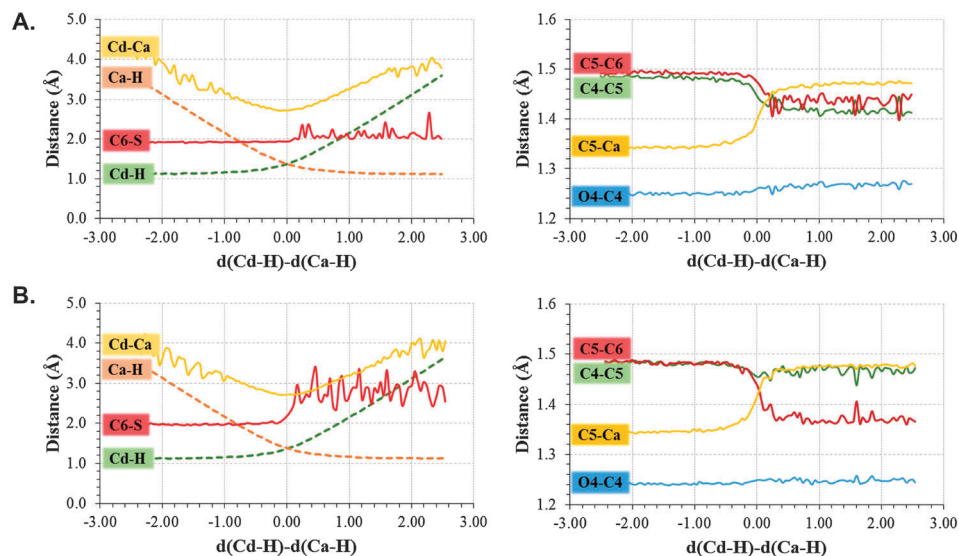 A.
Distance (Å)
5.0
4.0
3.0
2.0
1.0
0.0
Cd-Ca
Ca-H
C6-S
Cd-H
-3.00 -2.00 -1.00 0.00 1.00 2.00 3.00
d(Cd-H)-d(Ca-H)
Distance (Å)
1.6
1.5
1.4
1.3
1.2
C5-C6
C4-C5
C5-Ca
O4-C4
-3.00 -2.00 -1.00 0.00 1.00 2.00 3.00
d(Cd-H)-d(Ca-H)
B.
Distance (Å)
5.0
4.0
3.0
2.0
1.0
0.0
Cd-Ca
Ca-H
C6-S
Cd-H
-3.00 -2.00 -1.00 0.00 1.00 2.00 3.00
d(Cd-H)-d(Ca-H)
Distance (Å)
1.6
1.5
1.4
1.3
1.2
C5-C6
C4-C5
C5-Ca
O4-C4
-3.00 -2.00 -1.00 0.00 1.00 2.00 3.00
d(Cd-H)-d(Ca-H)